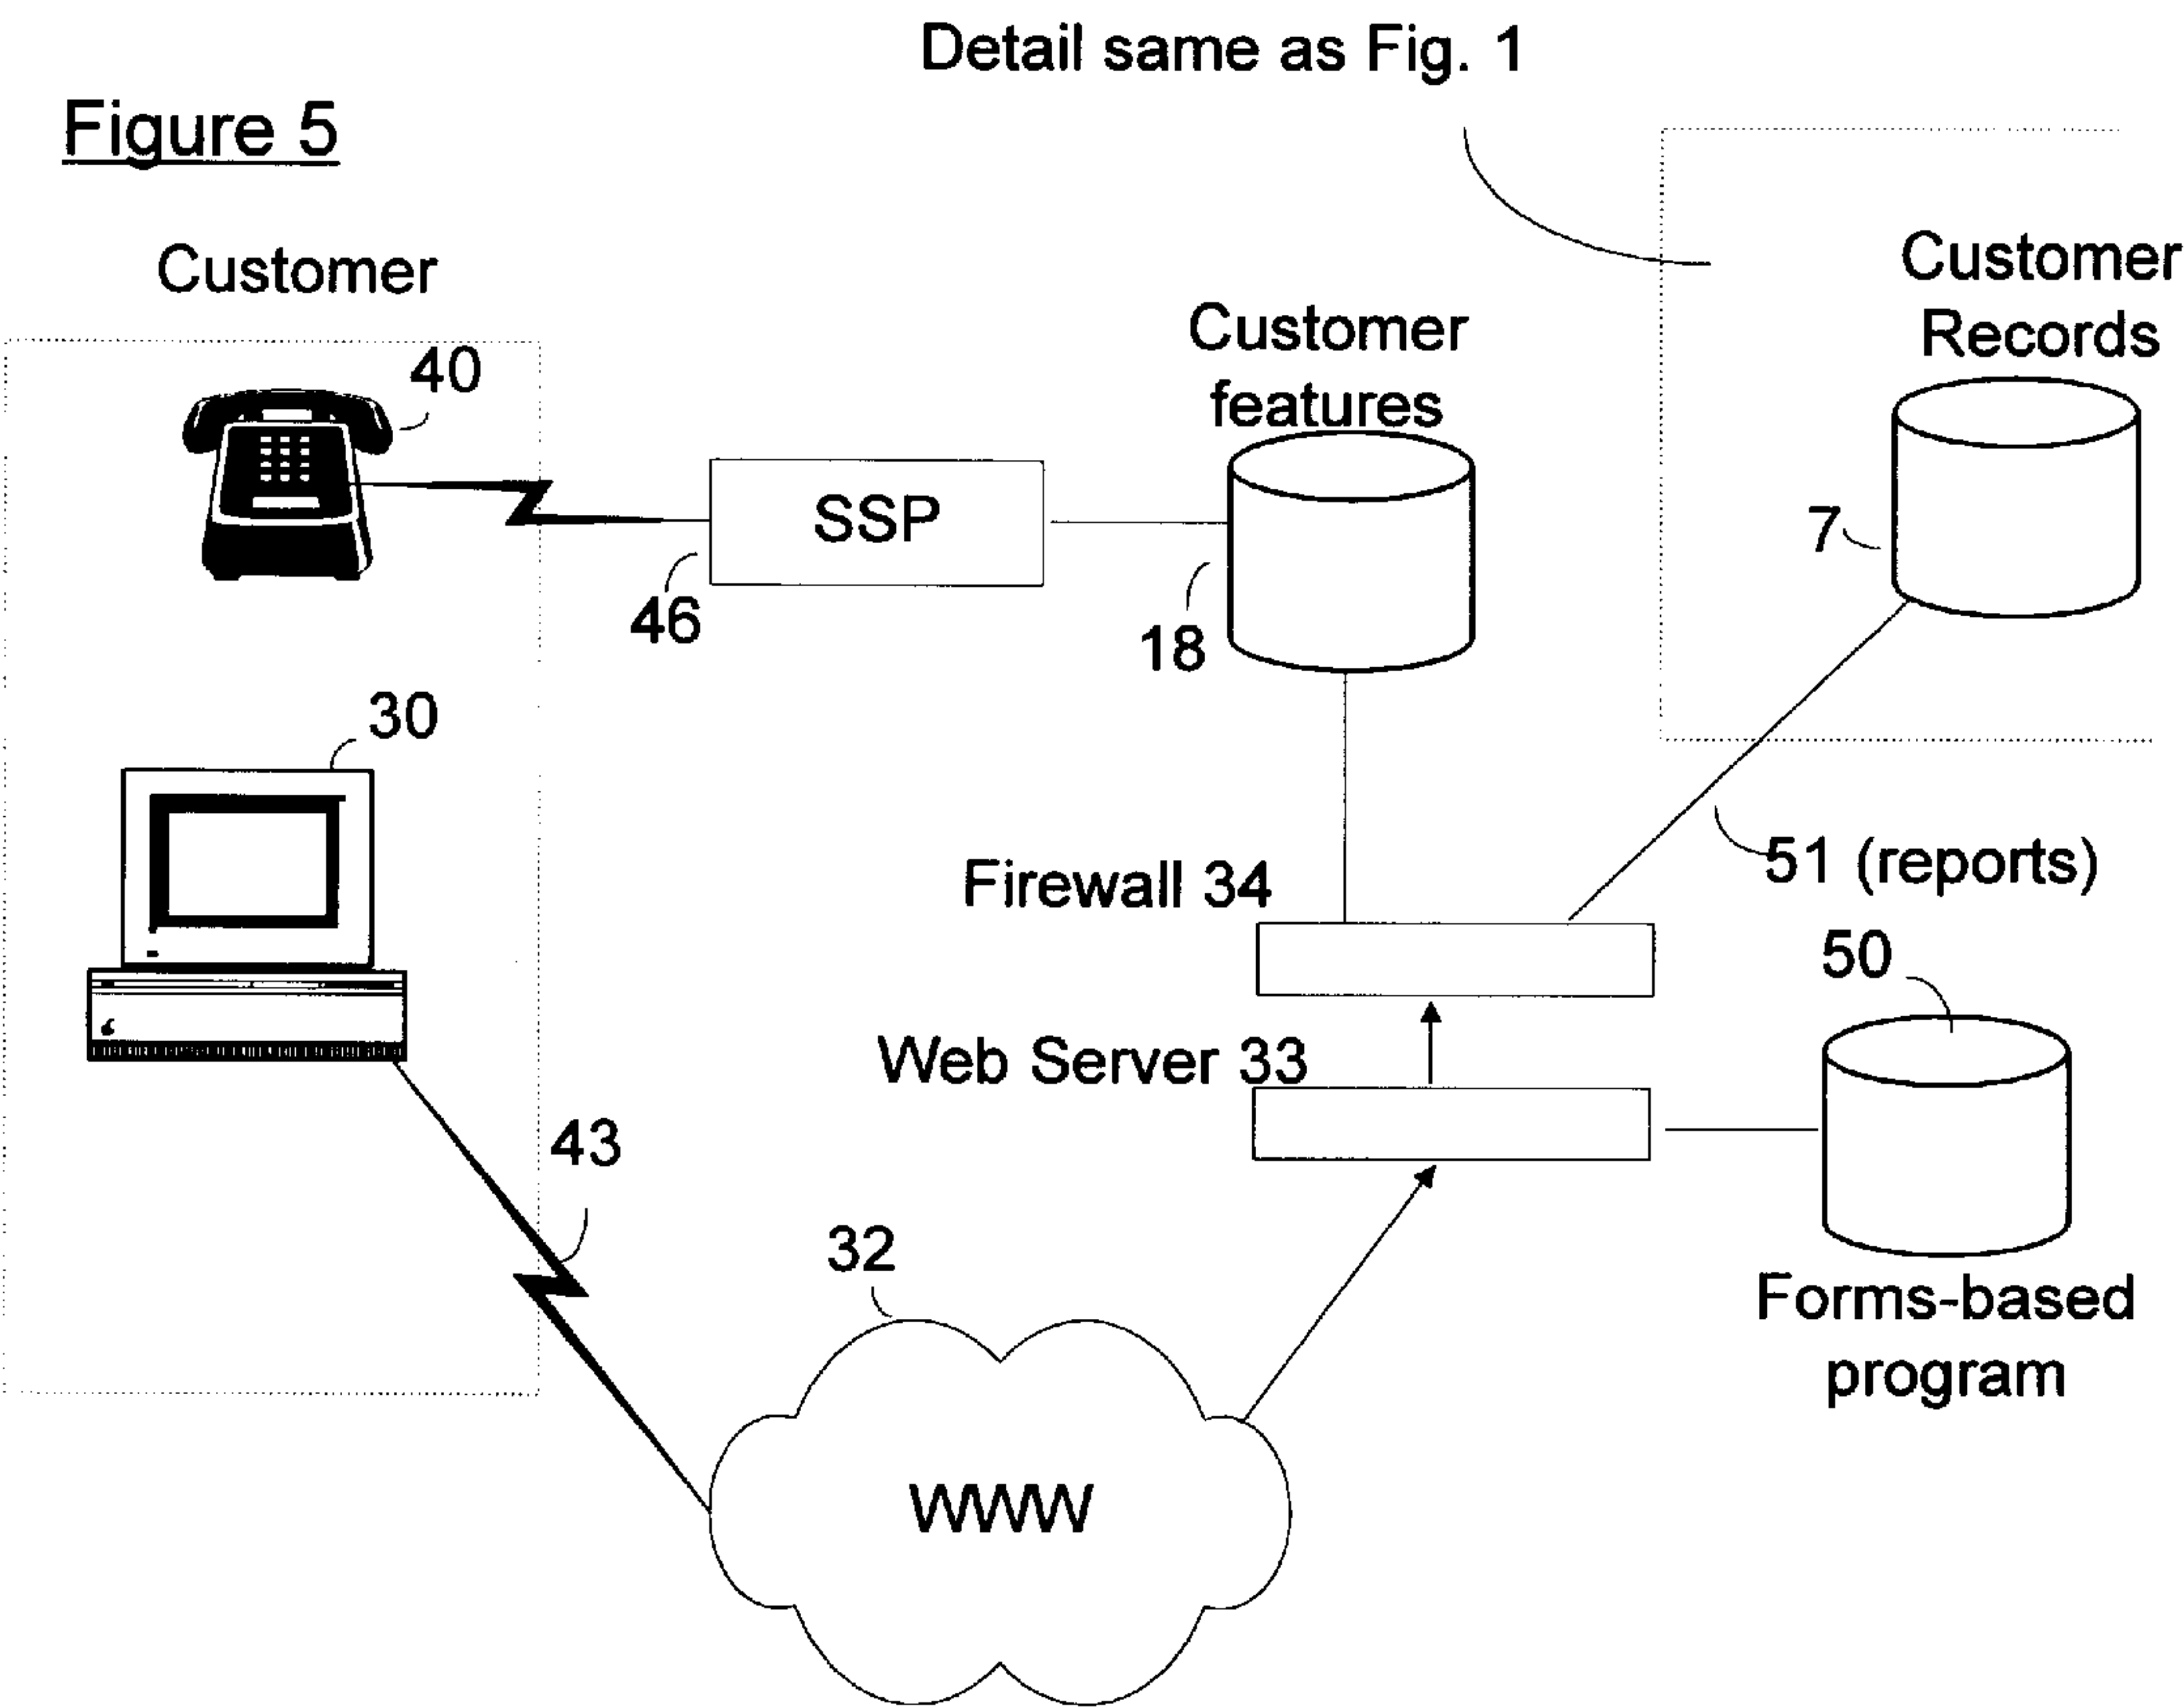 Detail same as Fig. 1
Figure 5
Customer
Customer
Records
Customer
features
40
SSP
7
46
18
30
51 (reports)
Firewall 34
50
Web Server 33
43
32
Forms-based
program
WWW